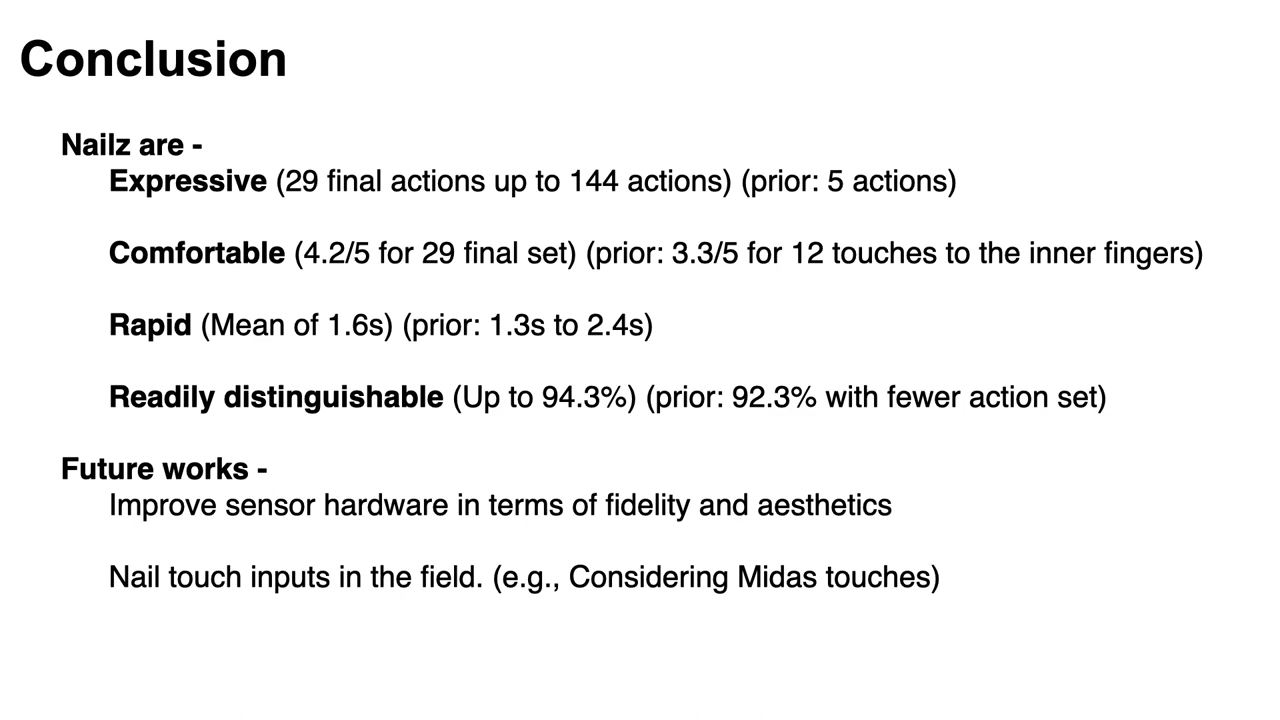 Conclusion
Nailz are -
Expressive (29 final actions up to 144 actions) (prior: 5 actions)
Comfortable (4.2/5 for 29 final set) (prior: 3.3/5 for 12 touches to the inner fingers)
Rapid (Mean of 1.6s) (prior: 1.3s to 2.4s)
Readily distinguishable (Up to 94.3%) (prior: 92.3% with fewer action set)
Future works -
Improve sensor hardware in terms of fidelity and aesthetics
Nail touch inputs in the field. (e.g., Considering Midas touches)